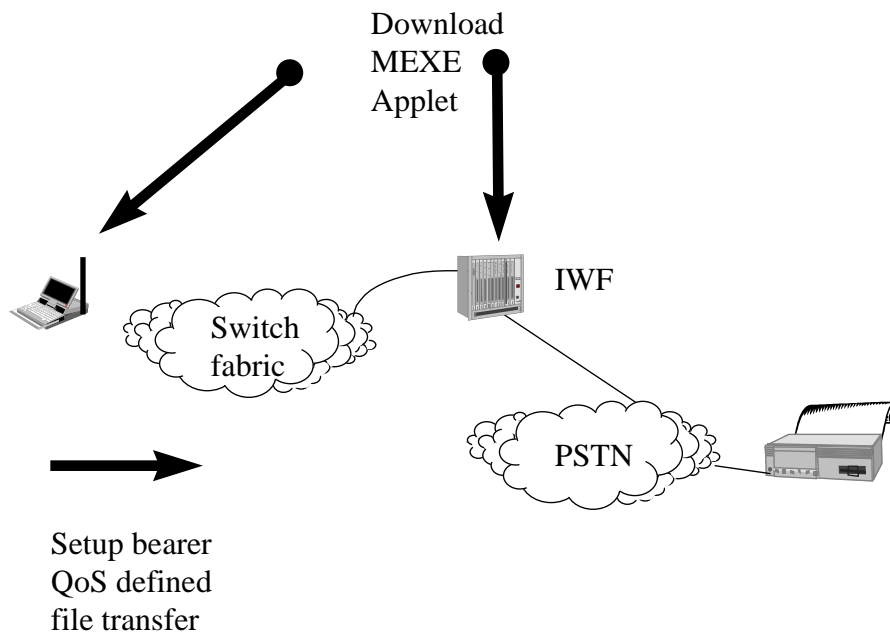 Download
MEXE
Applet
IWF
Switch
fabric
PSTN
Setup bearer
QoS defined
file transfer